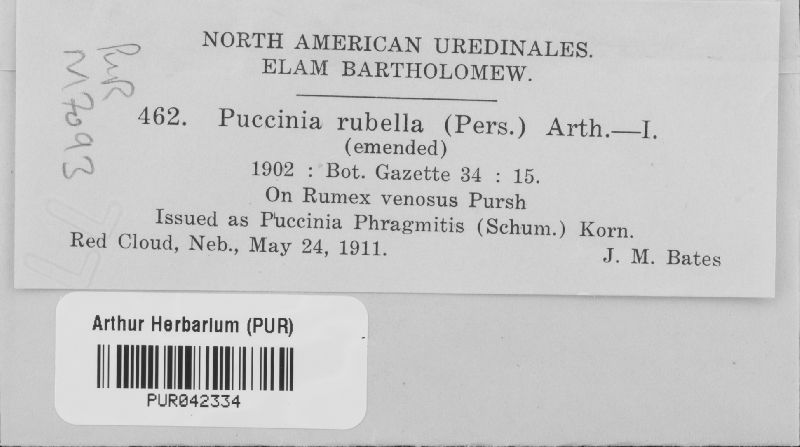 NORTH AMERICAN UREDINALES.
ELAM BARTHOLOMEW.
462. Puccinia rubella (Pers.) Arth.—I.
(emended)
1902 : Bot. Gazette 34 : 15.
On Rumex venosus Pursh
Issued as Puccinia Phragmitis (Schum.) Korn.
Red Cloud, Neb., May 24, 1911.
J. M. Bates
PUR
M7093
Arthur Herbarium (PUR)
PUR042334